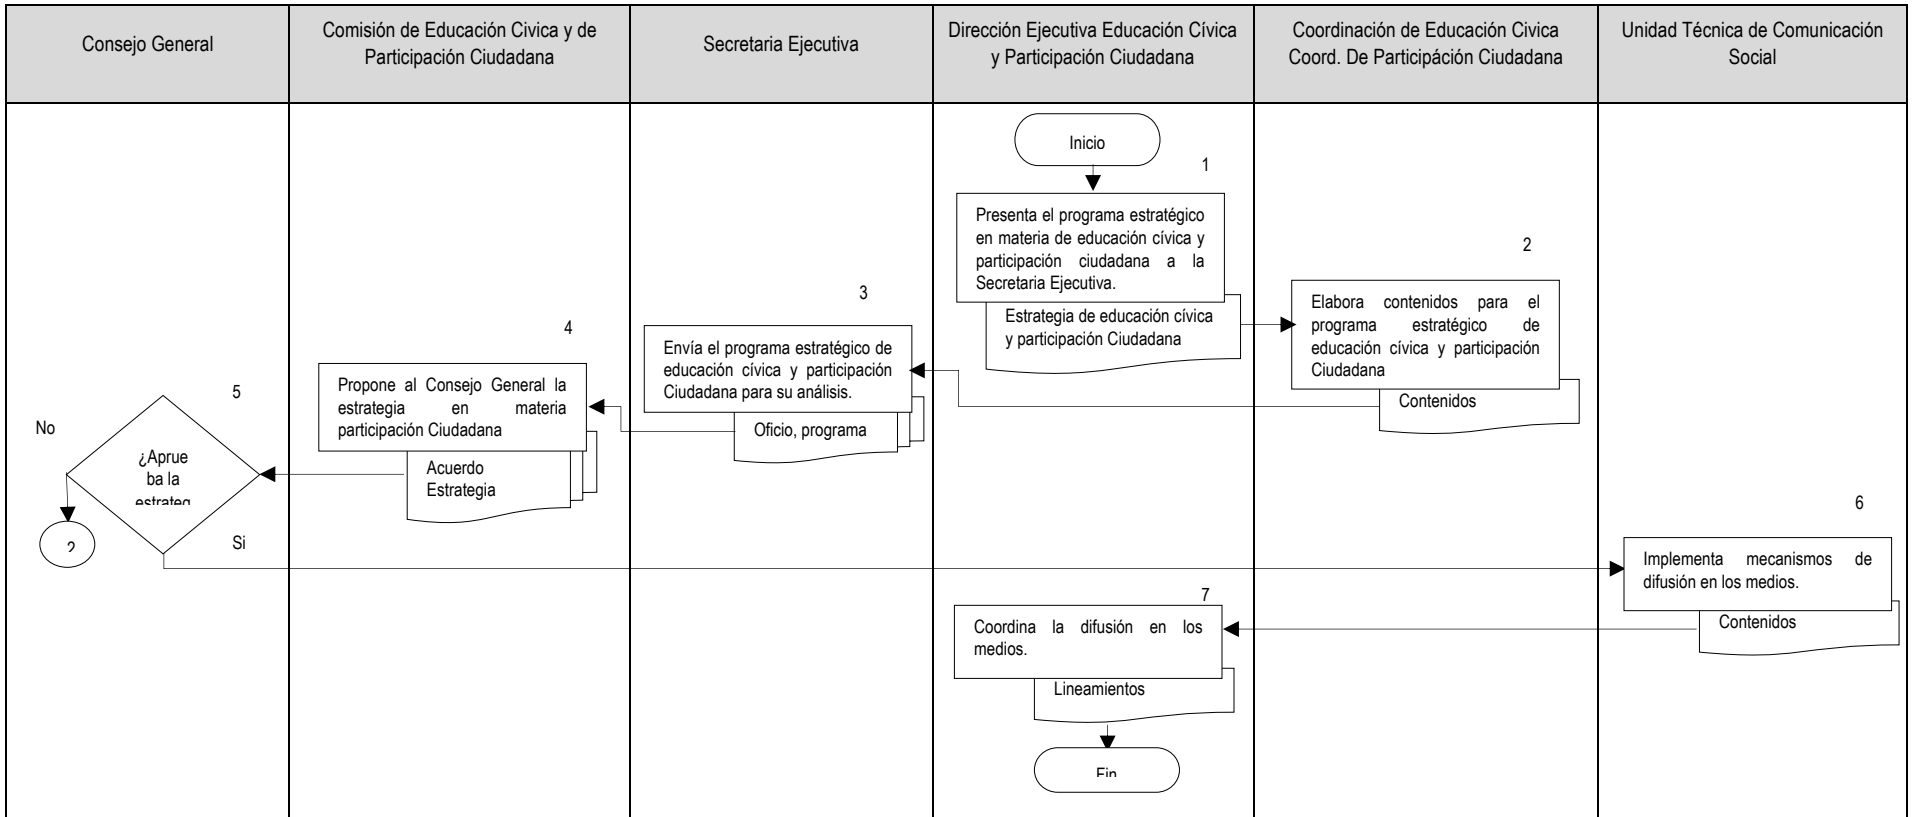 Consejo General
Comisión de Educación Civica y de
Participación Ciudadana
Secretaria Ejecutiva
Dirección Ejecutiva Educación Cívica
y Participación Ciudadana
Coordinación de Educación Civica
Coord. De Participáción Ciudadana
Unidad Técnica de Comunicación
Social
Inicio
1
Presenta el programa estratégico
en materia de educación cívica y
participación ciudadana a la
Secretaria Ejecutiva.
Estrategia de educación cívica
y participación Ciudadana
2
Elabora contenidos para el
programa estratégico de
educación cívica y participación
Ciudadana
Contenidos
3
Envía el programa estratégico de
educación cívica y participación
Ciudadana para su análisis.
Oficio, programa
4
Propone al Consejo General la
estrategia en materia
participación Ciudadana
Acuerdo
Estrategia
5
No
¿Aprue
ba la
estrateg
2
Si
6
Implementa mecanismos de
difusión en los medios.
Contenidos
7
Coordina la difusión en los
medios.
Lineamientos
Fin